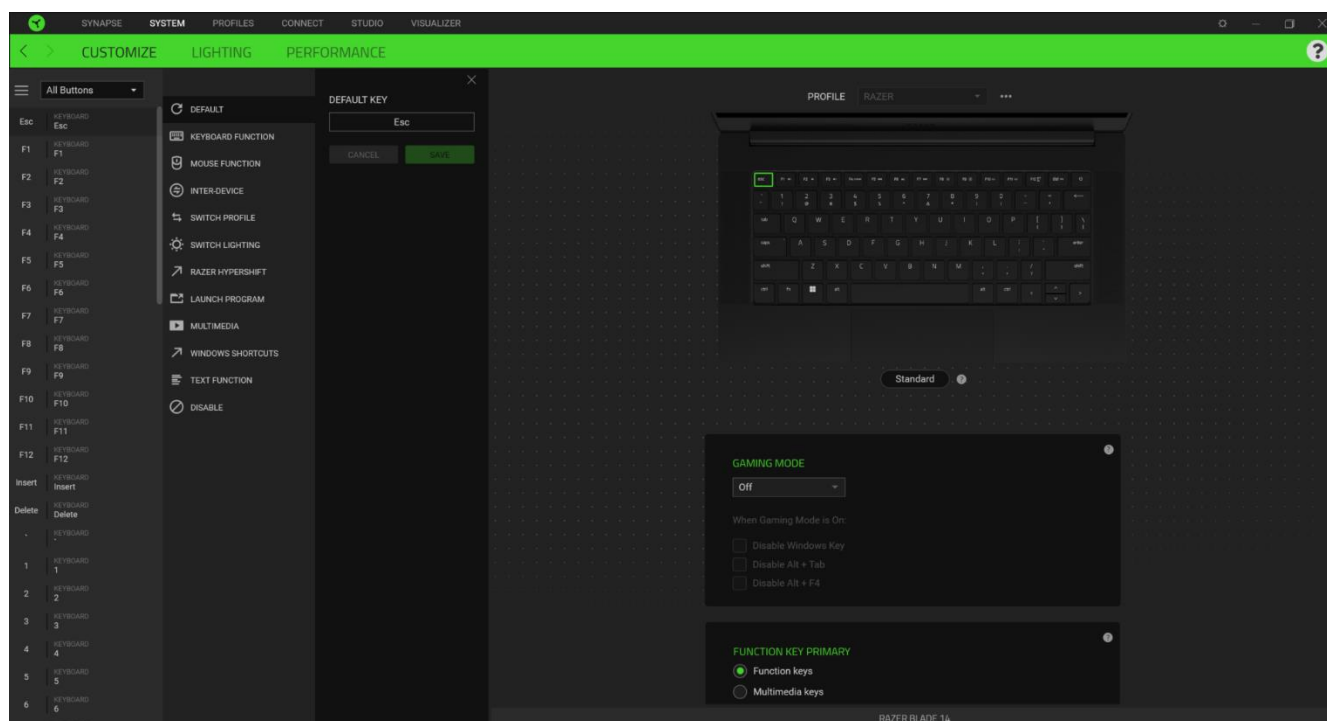 SYNAPSE SYSTEM PROFILES CONNECT STUDIO VISUALIZER
CUSTOMIZE LIGHTING PERFORMANCE ?
All Buttons
Esc KEYBOARD
Esc
F1 KEYBOARD
F1
F2 KEYBOARD
F2
F3 KEYBOARD
F3
F4 KEYBOARD
F4
F5 KEYBOARD
F5
F6 KEYBOARD
F6
F7 KEYBOARD
F7
F8 KEYBOARD
F8
F9 KEYBOARD
F9
F10 KEYBOARD
F10
F11 KEYBOARD
F11
F12 KEYBOARD
F12
Insert KEYBOARD
Insert
Delete KEYBOARD
Delete
KEYBOARD
1 KEYBOARD
1
2 KEYBOARD
2
3 KEYBOARD
3
4 KEYBOARD
4
5 KEYBOARD
5
6 KEYBOARD
6
DEFAULT
KEYBOARD FUNCTION
MOUSE FUNCTION
INTER-DEVICE
SWITCH PROFILE
SWITCH LIGHTING
RAZER HYPERSHIFT
LAUNCH PROGRAM
MULTIMEDIA
WINDOWS SHORTCUTS
TEXT FUNCTION
DISABLE
DEFAULT KEY
Esc
CANCEL SAVE
PROFILE RAZER
Q W E R T Y U I O P
A S D F G H J K L
Z X C V B N M
Standard ?
GAMING MODE ?
Off
When Gaming Mode is On:
Disable Windows Key
Disable Alt + Tab
Disable Alt + F4
FUNCTION KEY PRIMARY ?
Function keys
Multimedia keys
RAZER BLADE 14